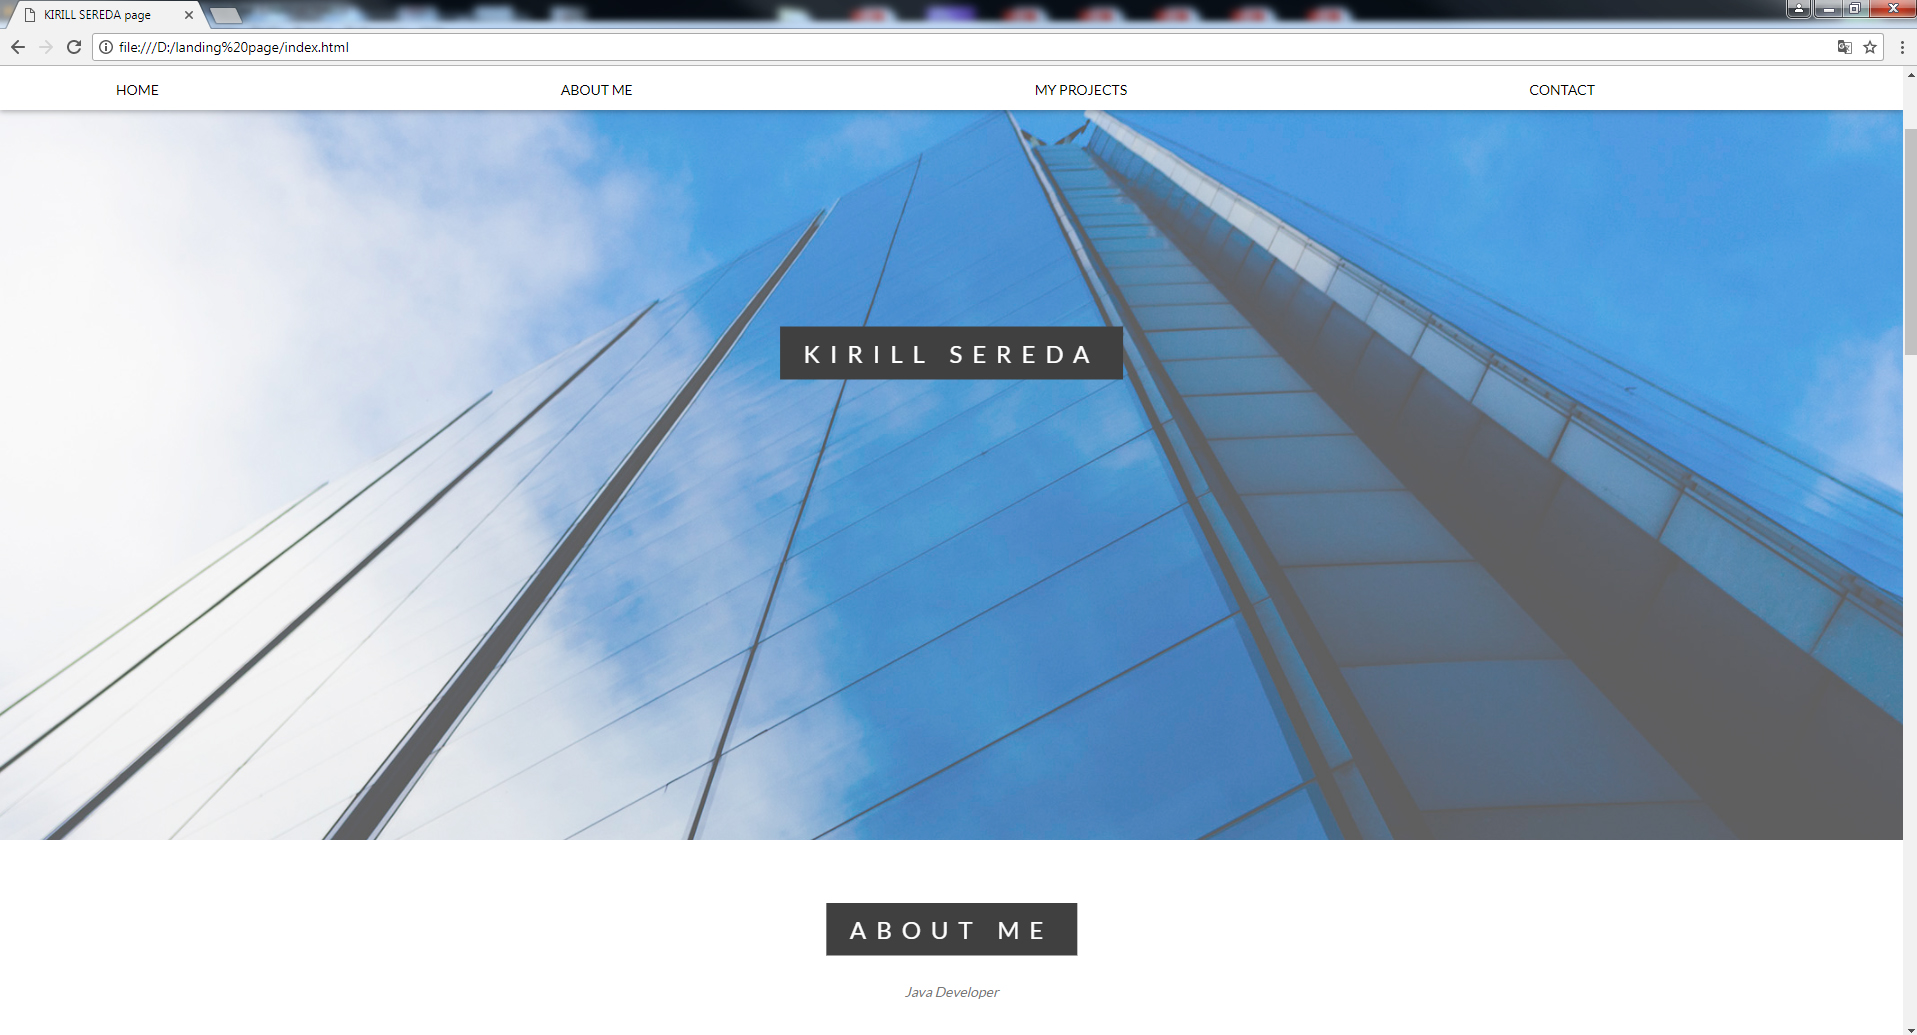 KIRILL SEREDA page
file:///D:/landing%20page/index.html
HOME ABOUT ME MY PROJECTS CONTACT
KIRILL SEREDA
ABOUT ME
Java Developer